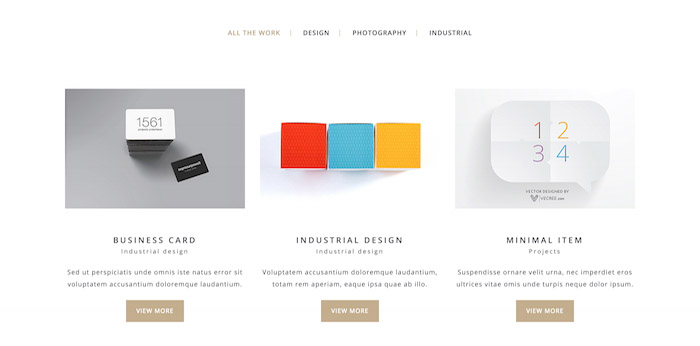 ALL THE WORK | DESIGN | PHOTOGRAPHY | INDUSTRIAL
1561
1 2
3 4
VECTOR DESIGNED BY
VECREE.com
BUSINESS CARD
Industrial design
Sed ut perspiciatis unde omnis iste natus error sit
voluptatem accusantium doloremque laudantium.
VIEW MORE
INDUSTRIAL DESIGN
Industrial design
Voluptatem accusantium doloremque laudantium,
totam rem aperiam, eaque ipsa quae ab illo.
VIEW MORE
MINIMAL ITEM
Projects
Suspendisse ornare velit urna, nec imperdiet eros
ultrices vitae omis unde turpis neque dolor ipsum.
VIEW MORE